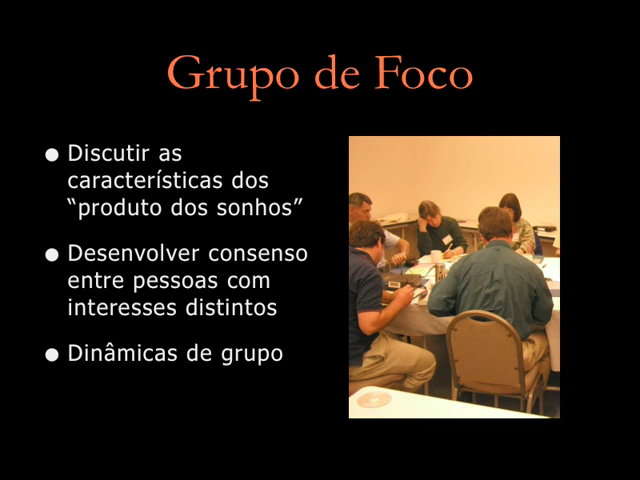 Grupo de Foco
● Discutir as
características dos
“produto dos sonhos”
● Desenvolver consenso
entre pessoas com
interesses distintos
● Dinâmicas de grupo